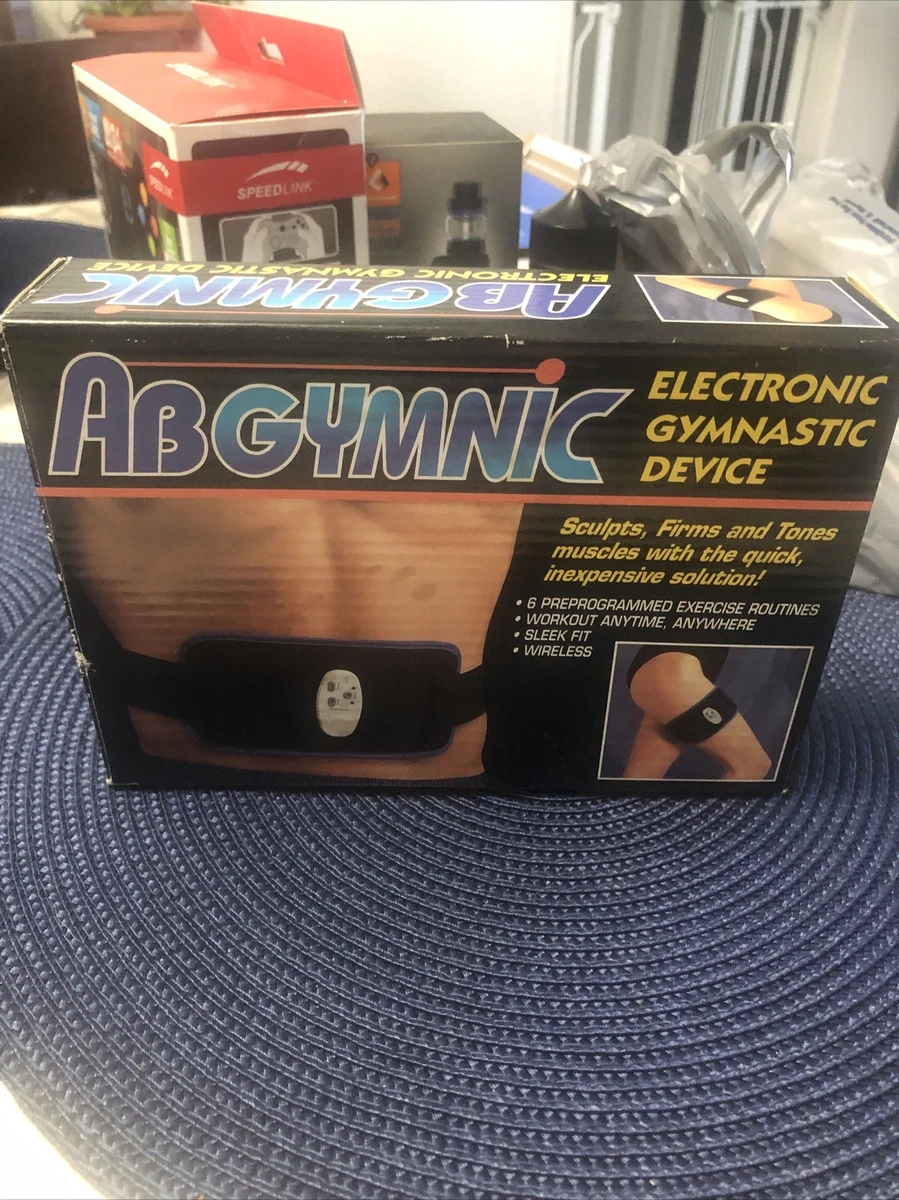 SPEEDLINK
ELECTRONIC GYMNASTIC DEVICE
ABGYMNIC
ABGYMNIC
ELECTRONIC
GYMNASTIC
DEVICE
Sculpts, Firms and Tones
muscles with the quick,
inexpensive solution!
• 6 PREPROGRAMMED EXERCISE ROUTINES
• WORKOUT ANYTIME, ANYWHERE
• SLEEK FIT
• WIRELESS